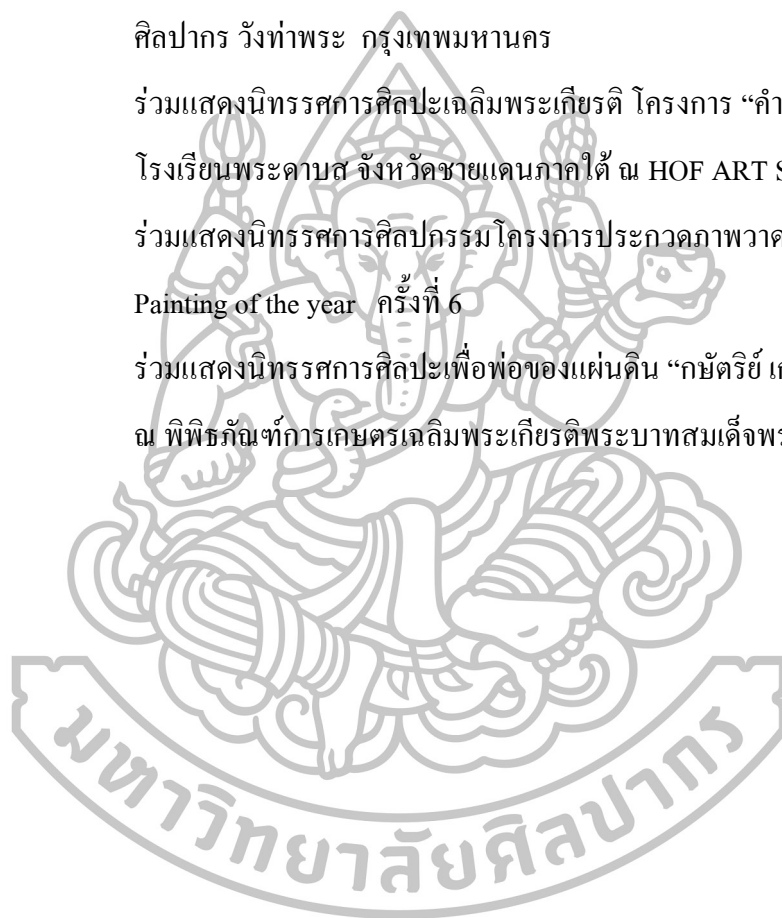 ศิลปากร วังท่าพระ กรุงเทพมหานคร
ร่วมแสดงนิทรรศการศิลปะเฉลิมพระเกียรติ โครงการ “คำ
โรงเรียนพระดาบส จังหวัดชายแดนภาคใต้ ณ HOF ART S
ร่วมแสดงนิทรรศการศิลปกรรมโครงการประกวดภาพวาด
Painting of the year ครั้งที่ 6
ร่วมแสดงนิทรรศการศิลปะเพื่อพ่อของแผ่นดิน “กษัตริย์ เก
ณ พิพิธภัณฑ์การเกษตรเฉลิมพระเกียรติพระบาทสมเด็จพร
มหาวิทยาลัยศิลปากร